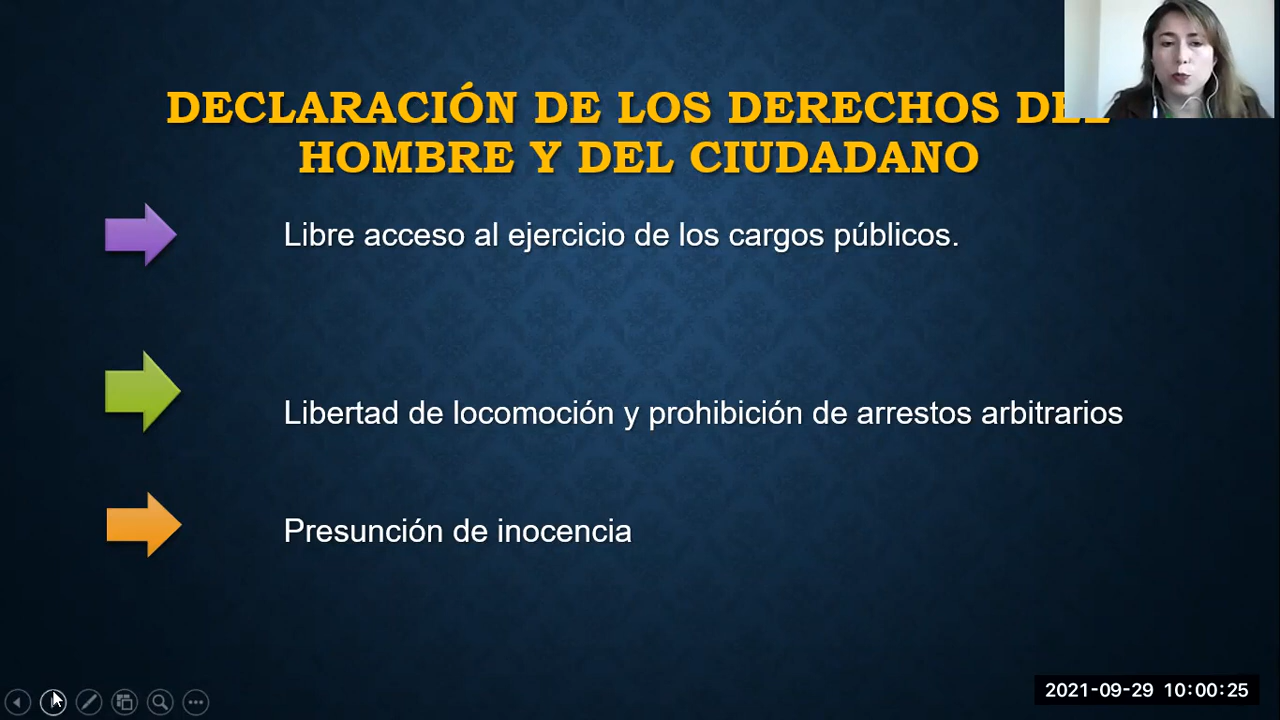 DECLARACIÓN DE LOS DERECHOS DEL
HOMBRE Y DEL CIUDADANO
Libre acceso al ejercicio de los cargos públicos.
Libertad de locomoción y prohibición de arrestos arbitrarios
Presunción de inocencia
2021-09-29 10:00:25